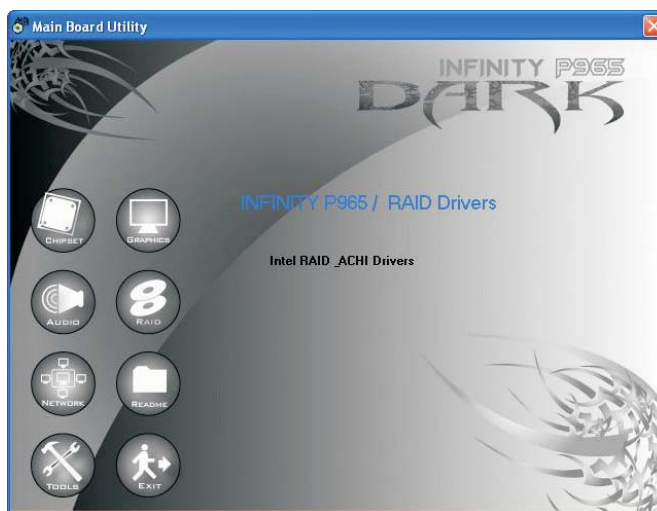 Main Board Utility
INFINITY P965
DARK
INFINITY P965 / RAID Drivers
Intel RAID _ACHI Drivers
CHIPSET
GRAPHICS
AUDIO
RAID
NETWORK
README
TOOLS
EXIT